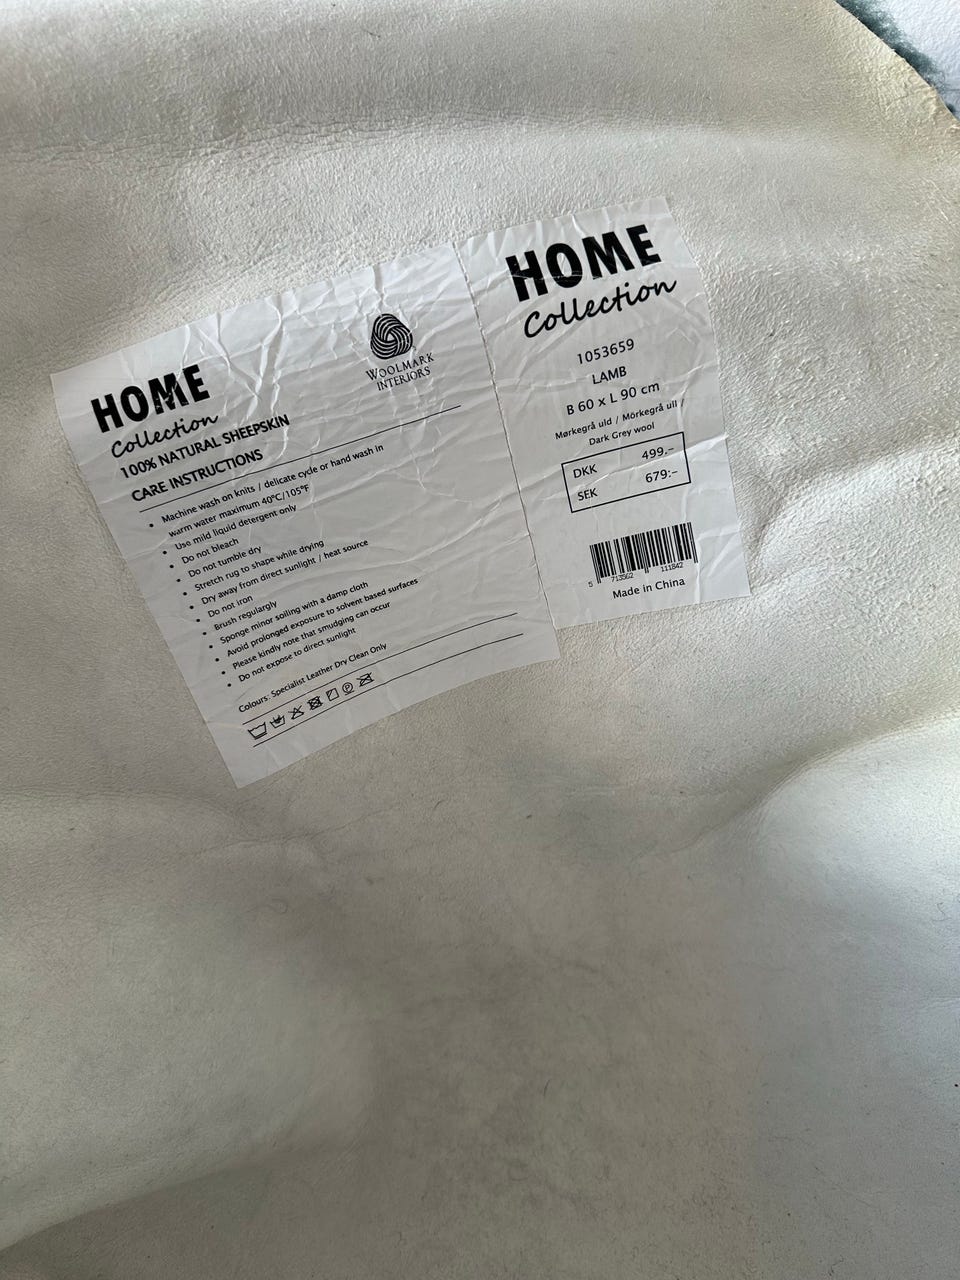 HOME
Collection
WOOLMARK
INTERIORS
100% NATURAL SHEEPSKIN
CARE INSTRUCTIONS
• Machine wash on knits / delicate cycle or hand wash in
warm water maximum 40°C/105°F
• Use mild liquid detergent only
• Do not bleach
• Do not tumble dry
• Stretch rug to shape while drying
• Dry away from direct sunlight / heat source
• Do not iron
• Brush regularly
• Sponge minor soiling with a damp cloth
• Avoid prolonged exposure to solvent based surfaces
• Please kindly note that smudging can occur
• Do not expose to direct sunlight
Colours: Specialist Leather Dry Clean Only
HOME
Collection
1053659
LAMB
B 60 x L 90 cm
Mørkegrå uld / Mörkegrå ull /
Dark Grey wool
DKK 499.-
SEK 679:-
5 713562 111842
Made in China